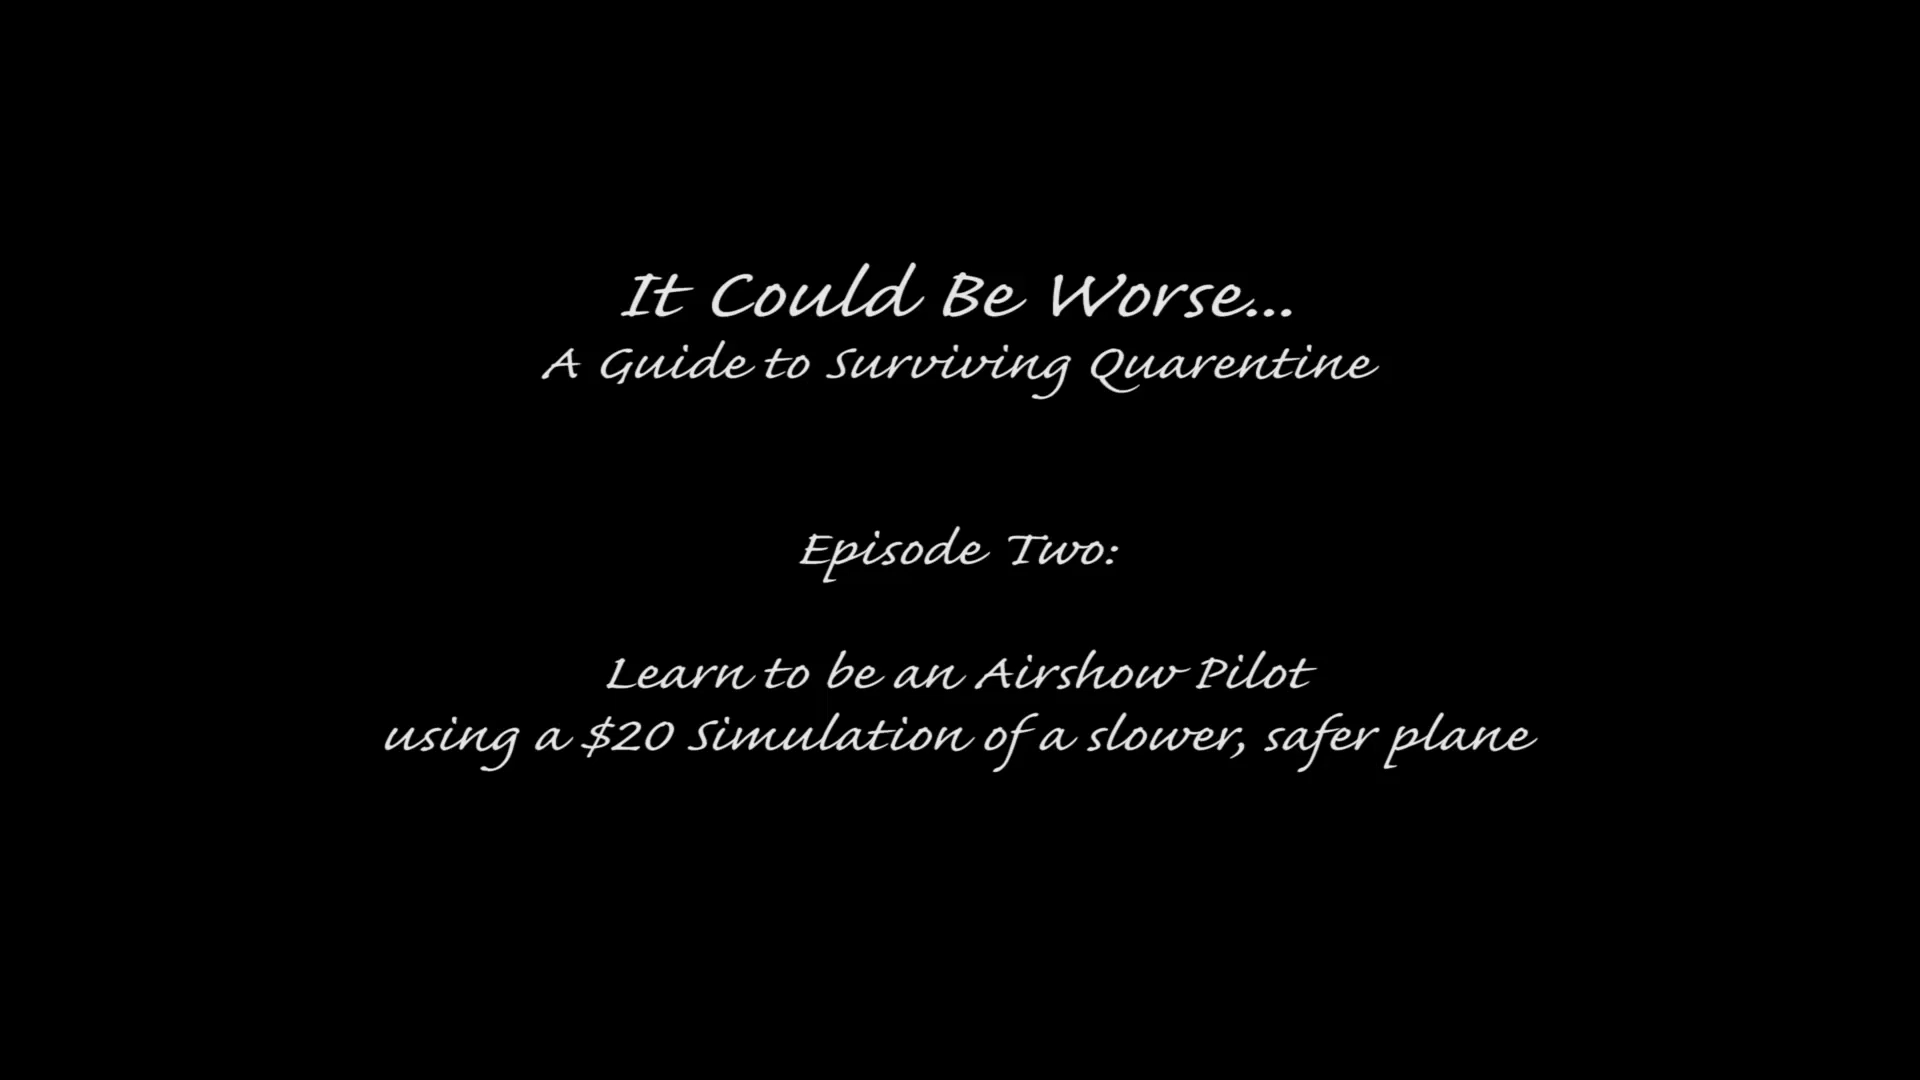 It Could Be Worse...
A Guide to Surviving Quarentine
Episode Two:
Learn to be an Airshow Pilot
using a $20 Simulation of a slower, safer plane